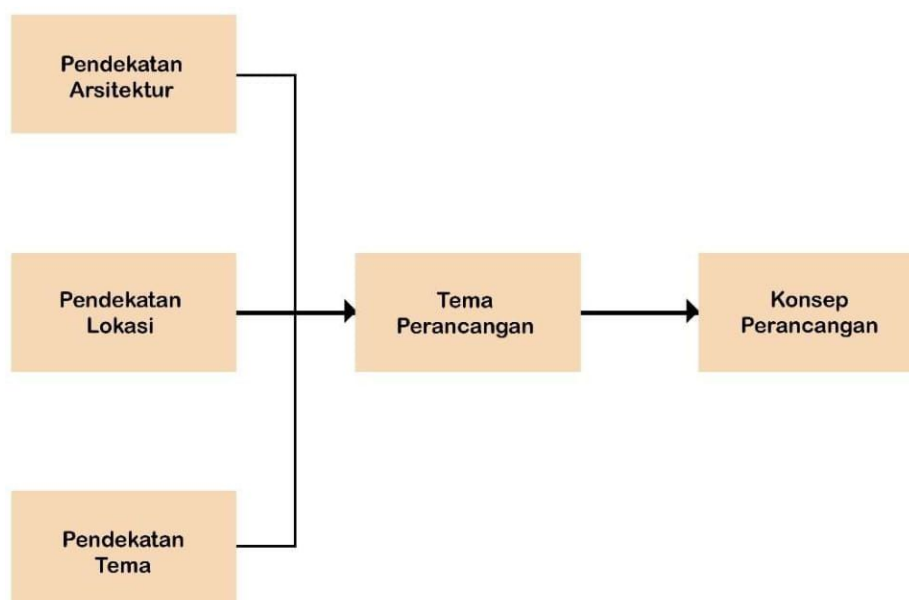 Pendekatan
Arsitektur
Pendekatan
Lokasi
Tema
Perancangan
Konsep
Perancangan
Pendekatan
Tema